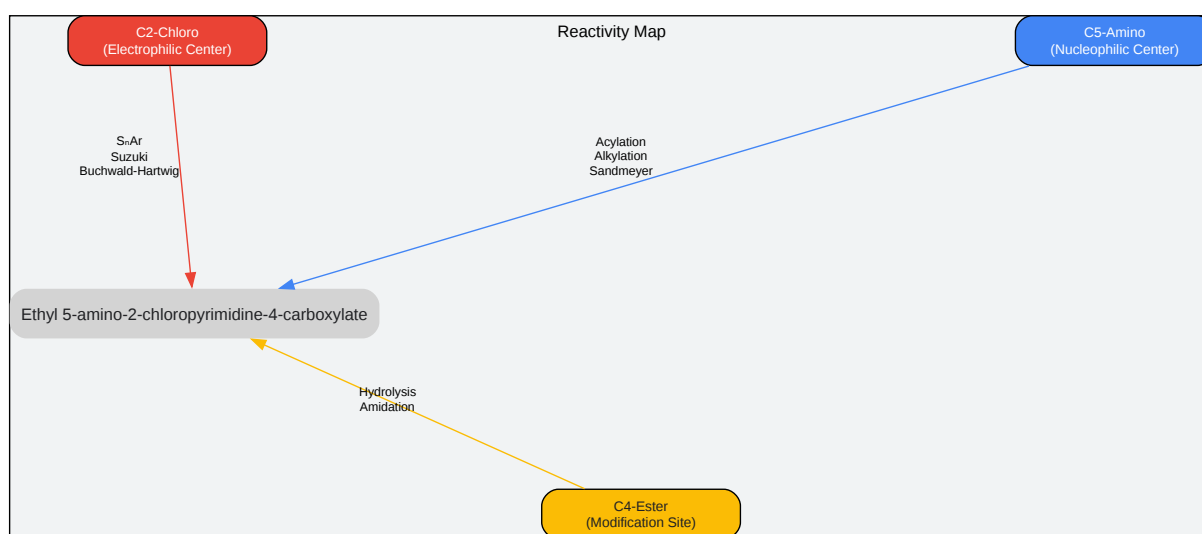 Reactivity Map
C2-Chloro
(Electrophilic Center)
C5-Amino
(Nucleophilic Center)
SₙAr
Suzuki
Buchwald-Hartwig
Acylation
Alkylation
Sandmeyer
Ethyl 5-amino-2-chloropyrimidine-4-carboxylate
Hydrolysis
Amidation
C4-Ester
(Modification Site)